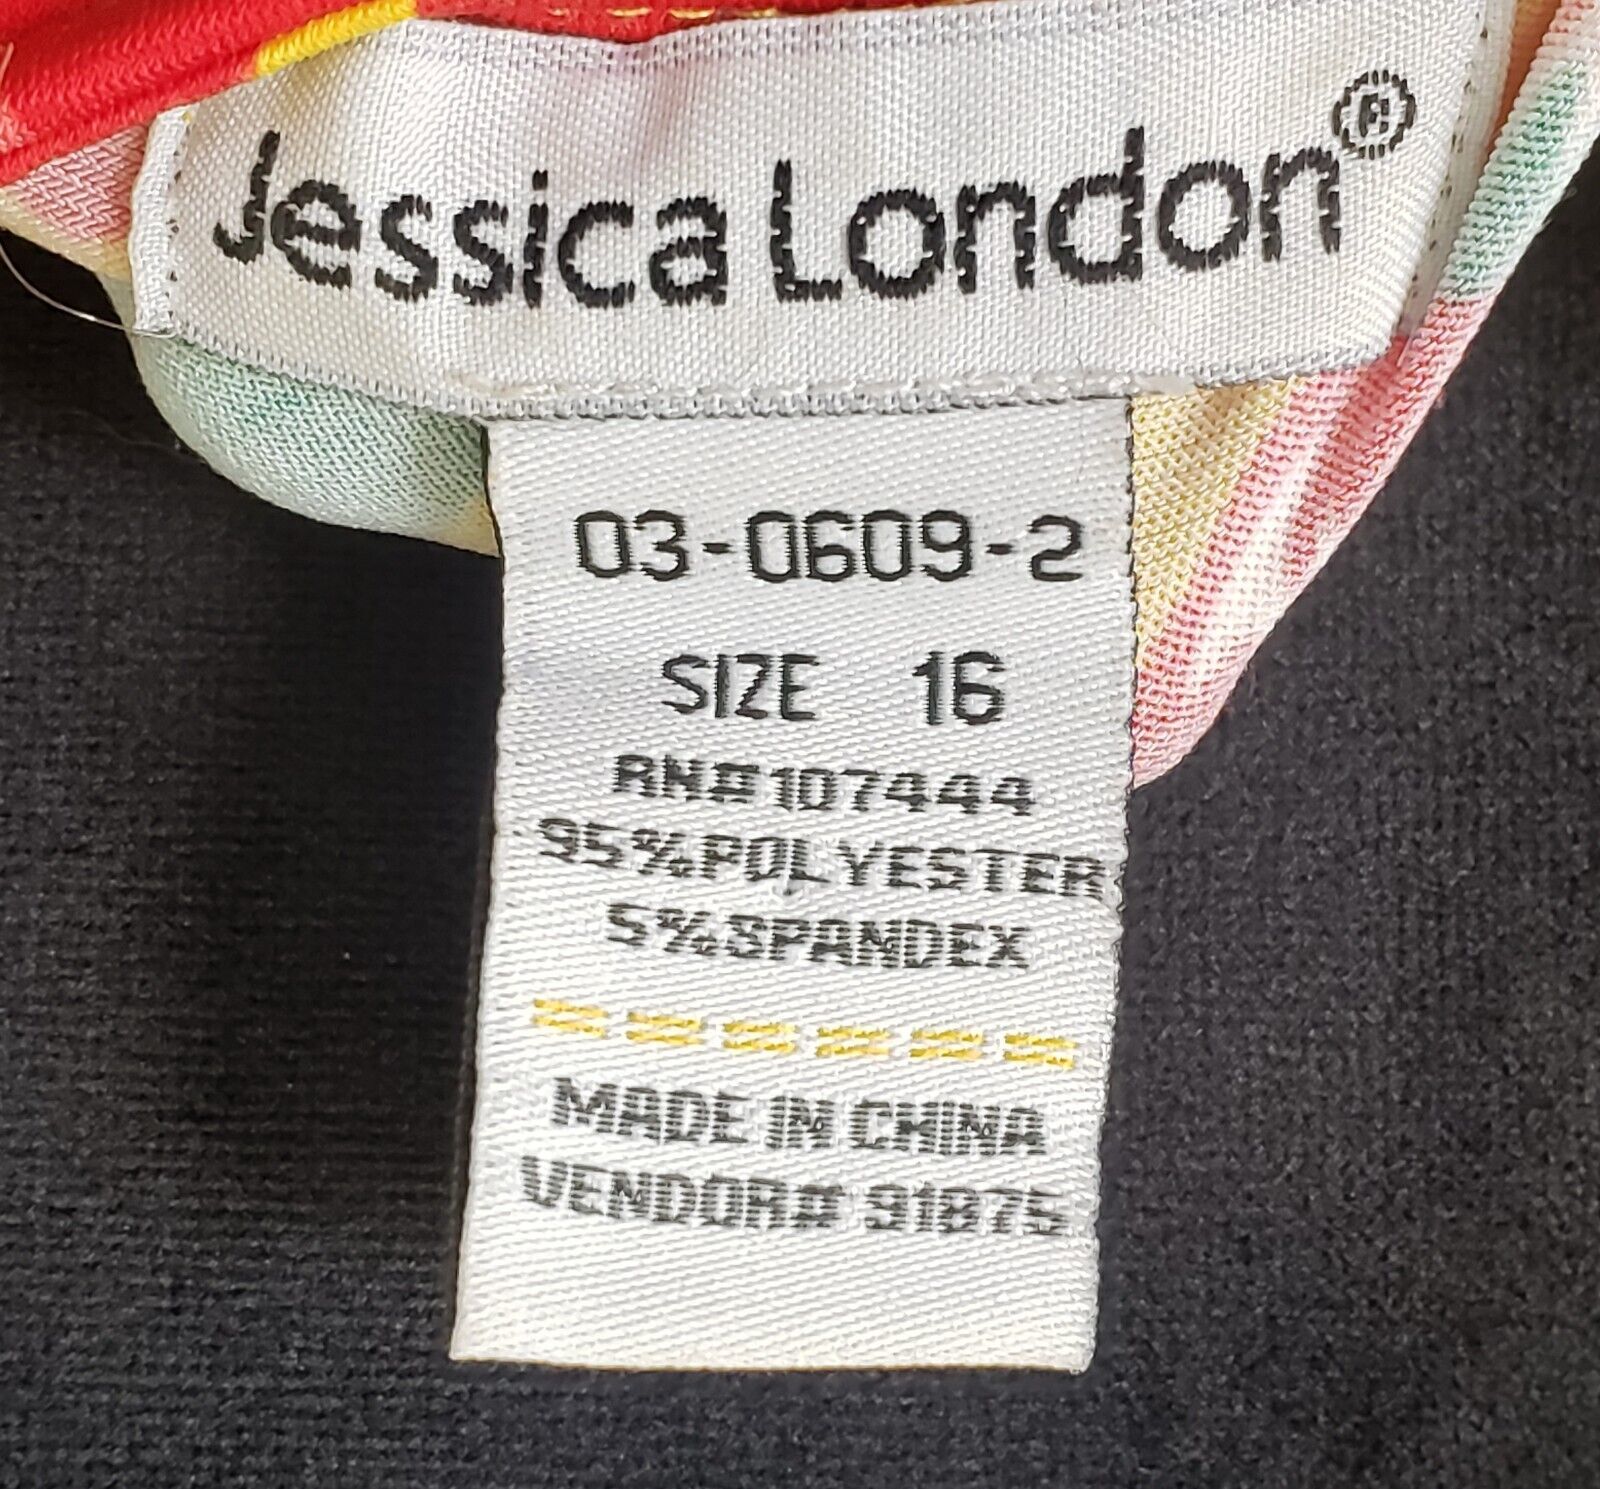 Jessica London®
03-0609-2
SIZE 16
RN#107444
95%POLYESTER
5%SPANDEX
MADE IN CHINA
VENDOR# 91875